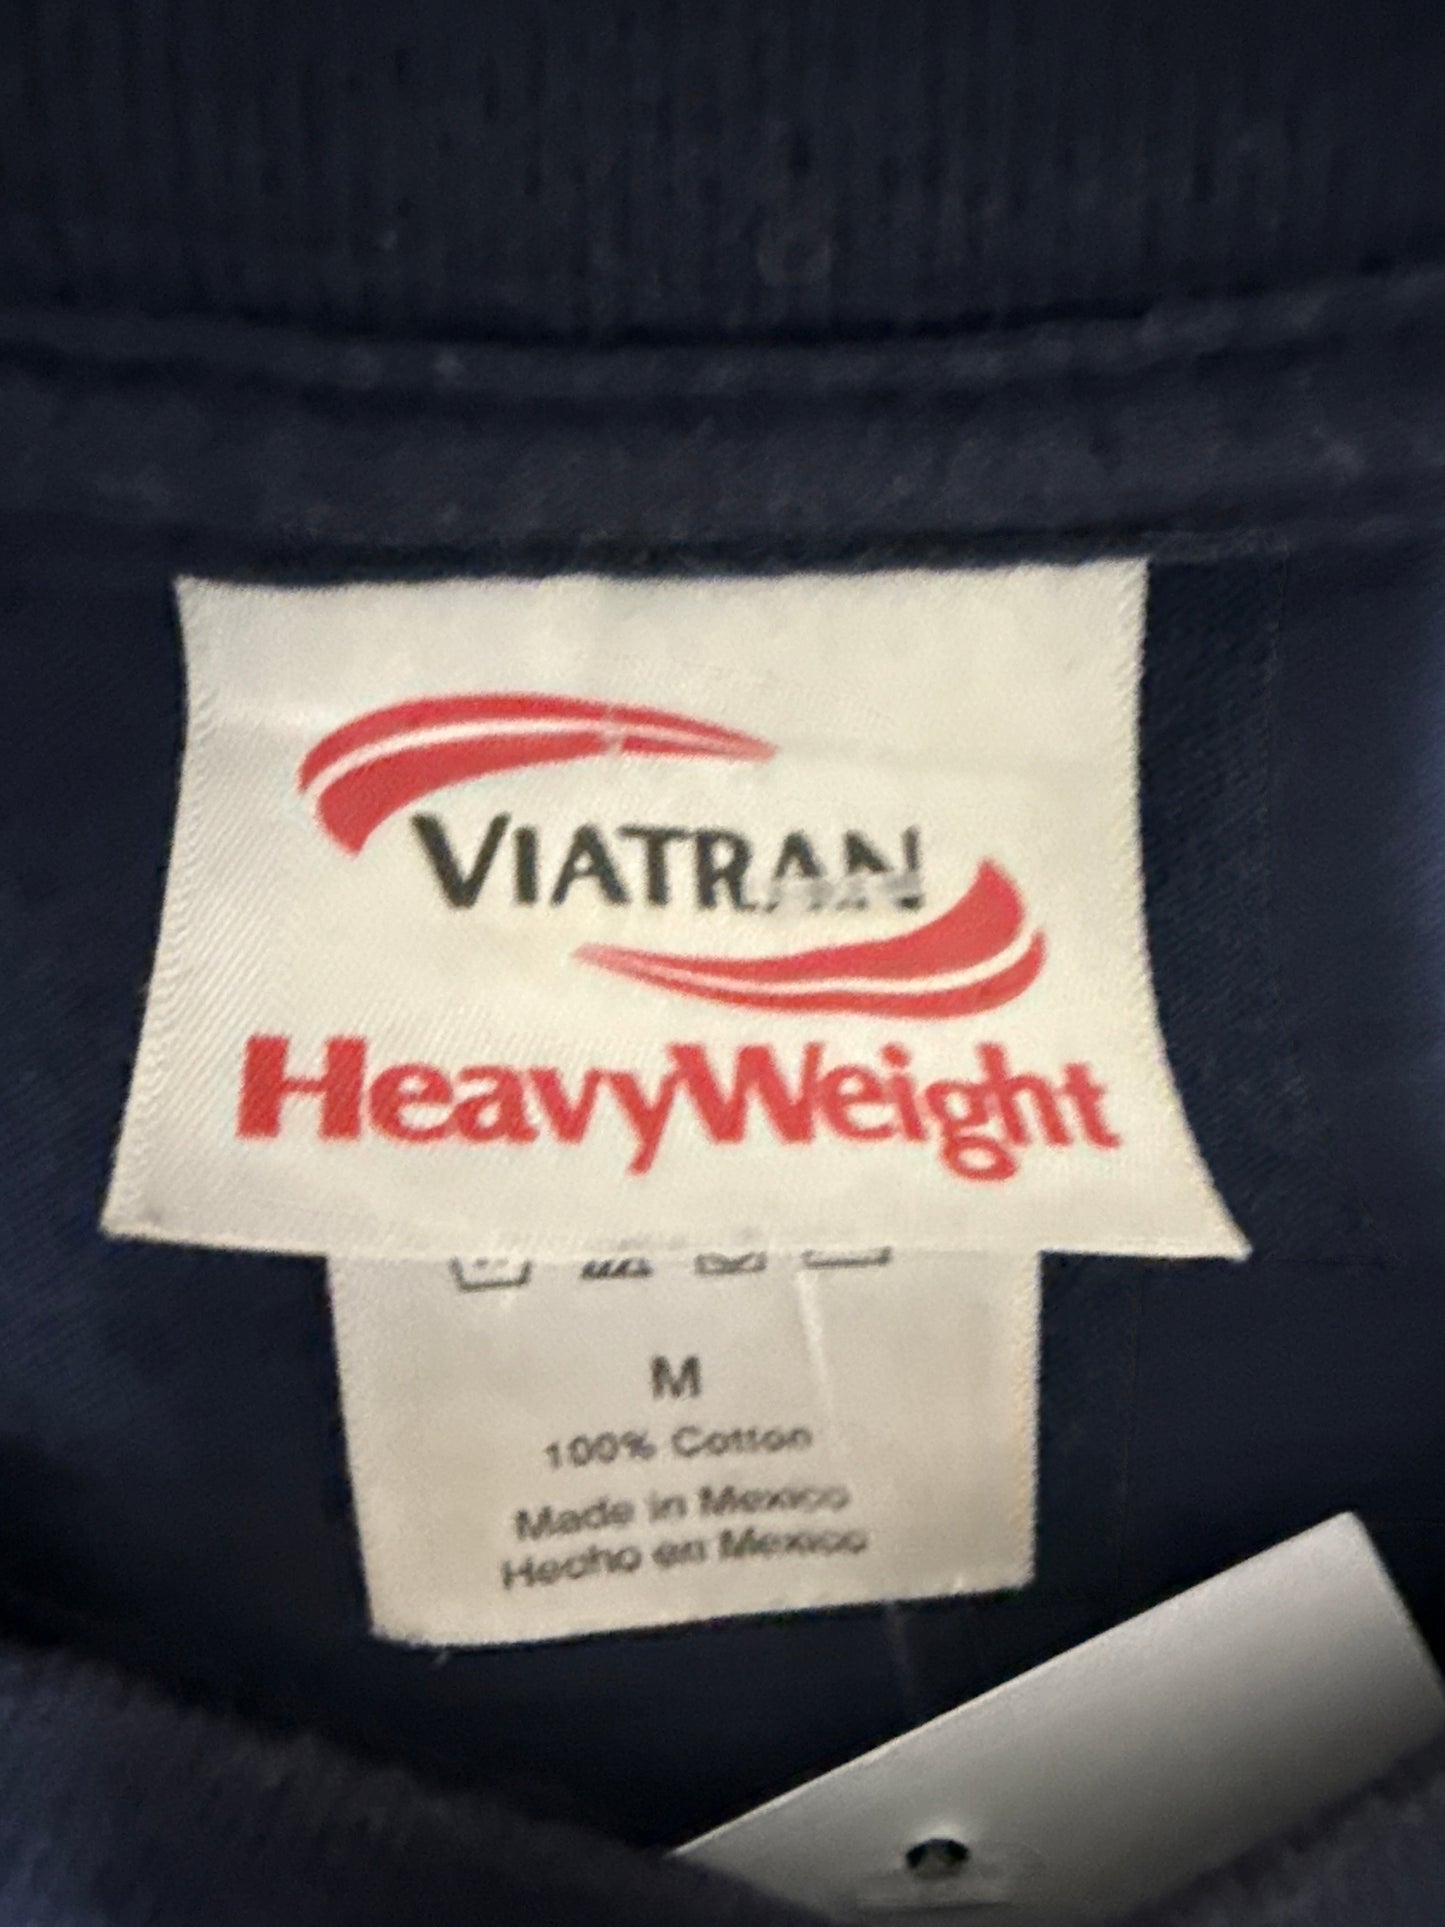 VIATRAN
HeavyWeight
M
100% Cotton
Made in Mexico
Hecho en Mexico